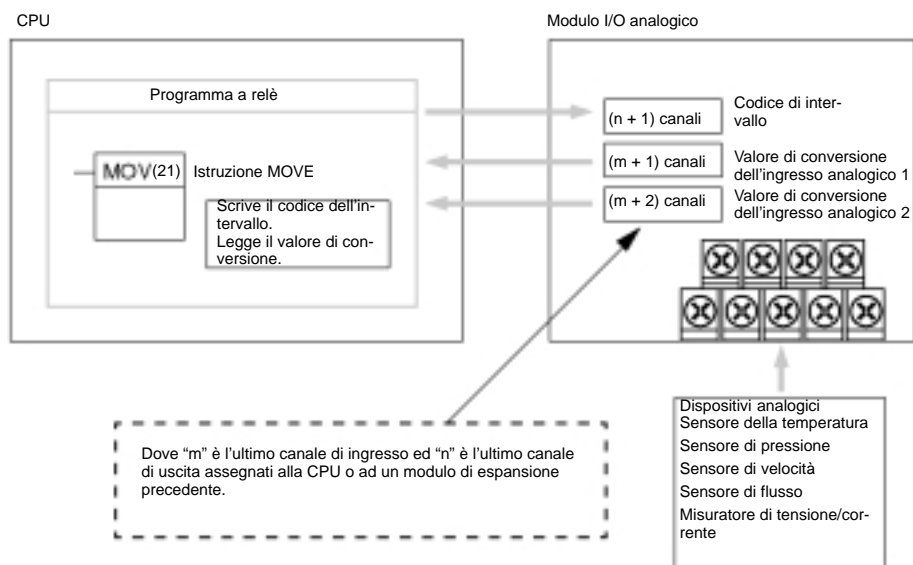 CPU
Modulo I/O analogico
Programma a relè
MOV(21)
Istruzione MOVE
Scrive il codice dell'in-
tervallo.
Legge il valore di con-
versione.
(n + 1) canali
Codice di inter-
vallo
(m + 1) canali
Valore di conversione
dell'ingresso analogico 1
(m + 2) canali
Valore di conversione
dell'ingresso analogico 2
Dove “m” è l'ultimo canale di ingresso ed “n” è l'ultimo canale
di uscita assegnati alla CPU o ad un modulo di espansione
precedente.
Dispositivi analogici
Sensore della temperatura
Sensore di pressione
Sensore di velocità
Sensore di flusso
Misuratore di tensione/cor-
rente